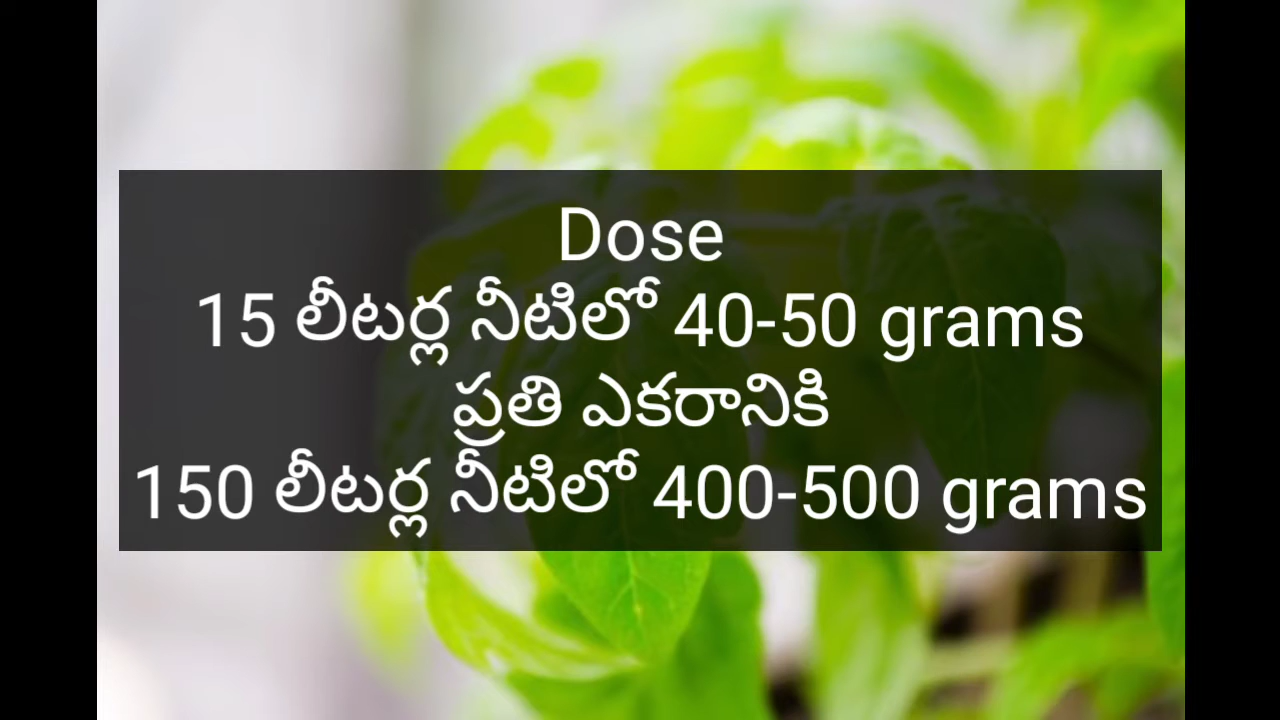 Dose
15 లీటర్ల నీటిలో 40-50 grams
ప్రతి ఎకరానికి
150 లీటర్ల నీటిలో 400-500 grams